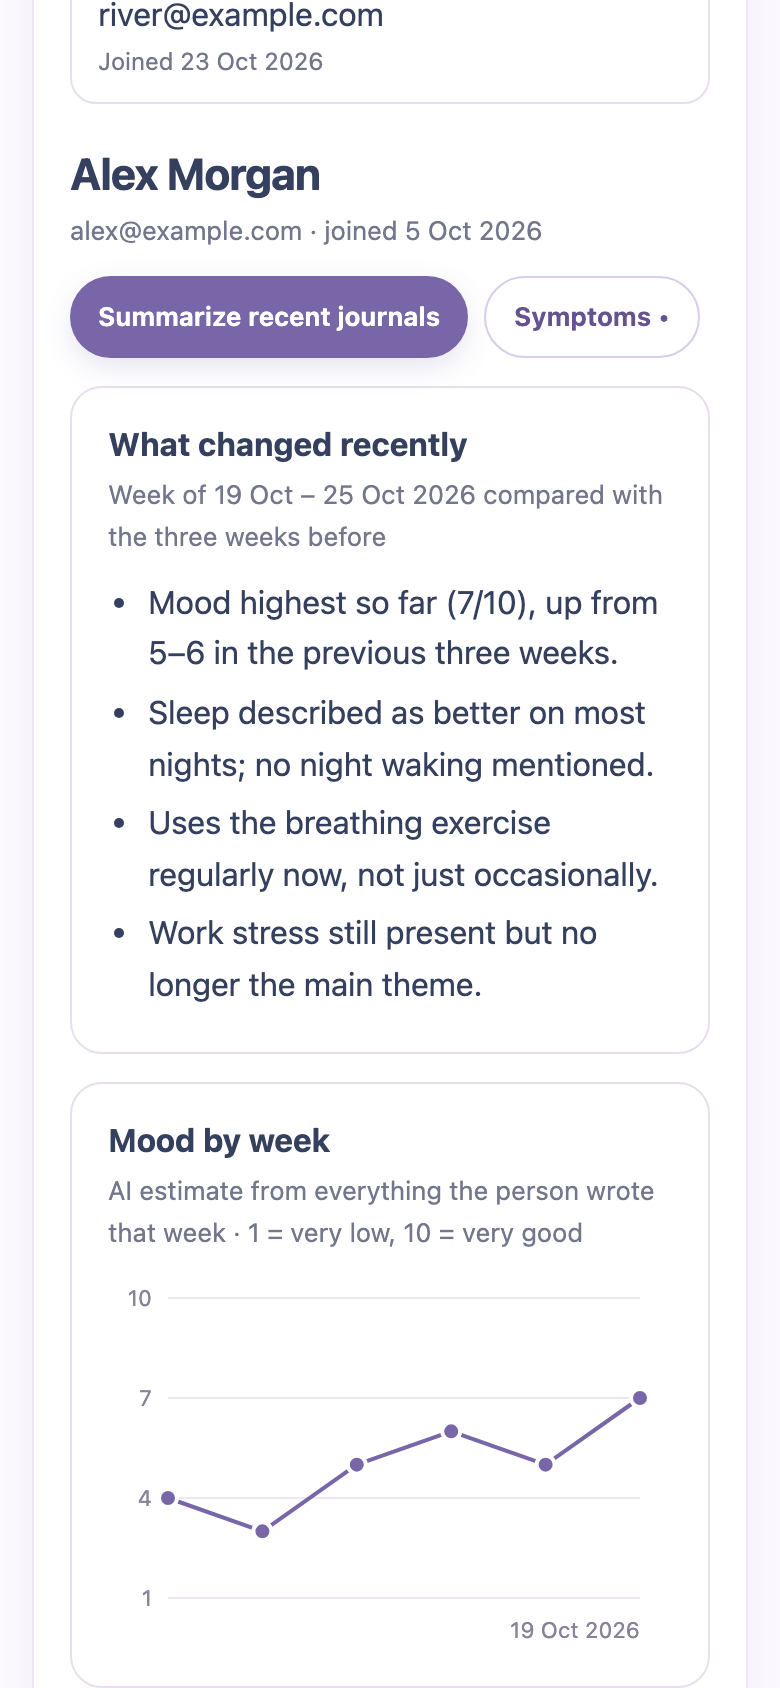 river@example.com
Joined 23 Oct 2026
Alex Morgan
alex@example.com · joined 5 Oct 2026
Summarize recent journals
Symptoms •
What changed recently
Week of 19 Oct – 25 Oct 2026 compared with
the three weeks before
• Mood highest so far (7/10), up from
5–6 in the previous three weeks.
• Sleep described as better on most
nights; no night waking mentioned.
• Uses the breathing exercise
regularly now, not just occasionally.
• Work stress still present but no
longer the main theme.
Mood by week
AI estimate from everything the person wrote
that week · 1 = very low, 10 = very good
10
7
4
1
19 Oct 2026